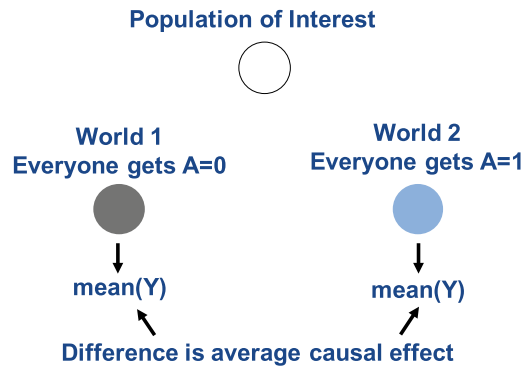 Population of Interest
World 1
Everyone gets A=0
World 2
Everyone gets A=1
mean(Y)
mean(Y)
Difference is average causal effect